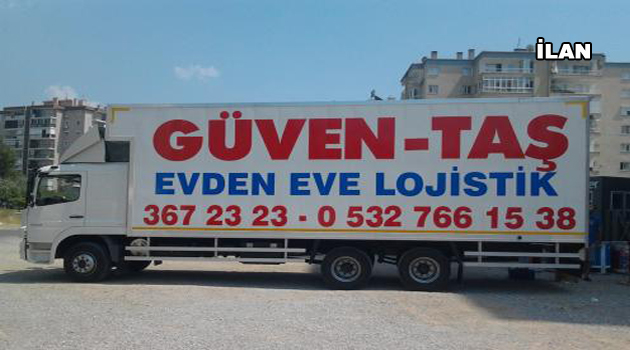 İLAN
GÜVEN-TAŞ
EVDEN EVE LOJİSTİK
367 23 23 - 0 532 766 15 38